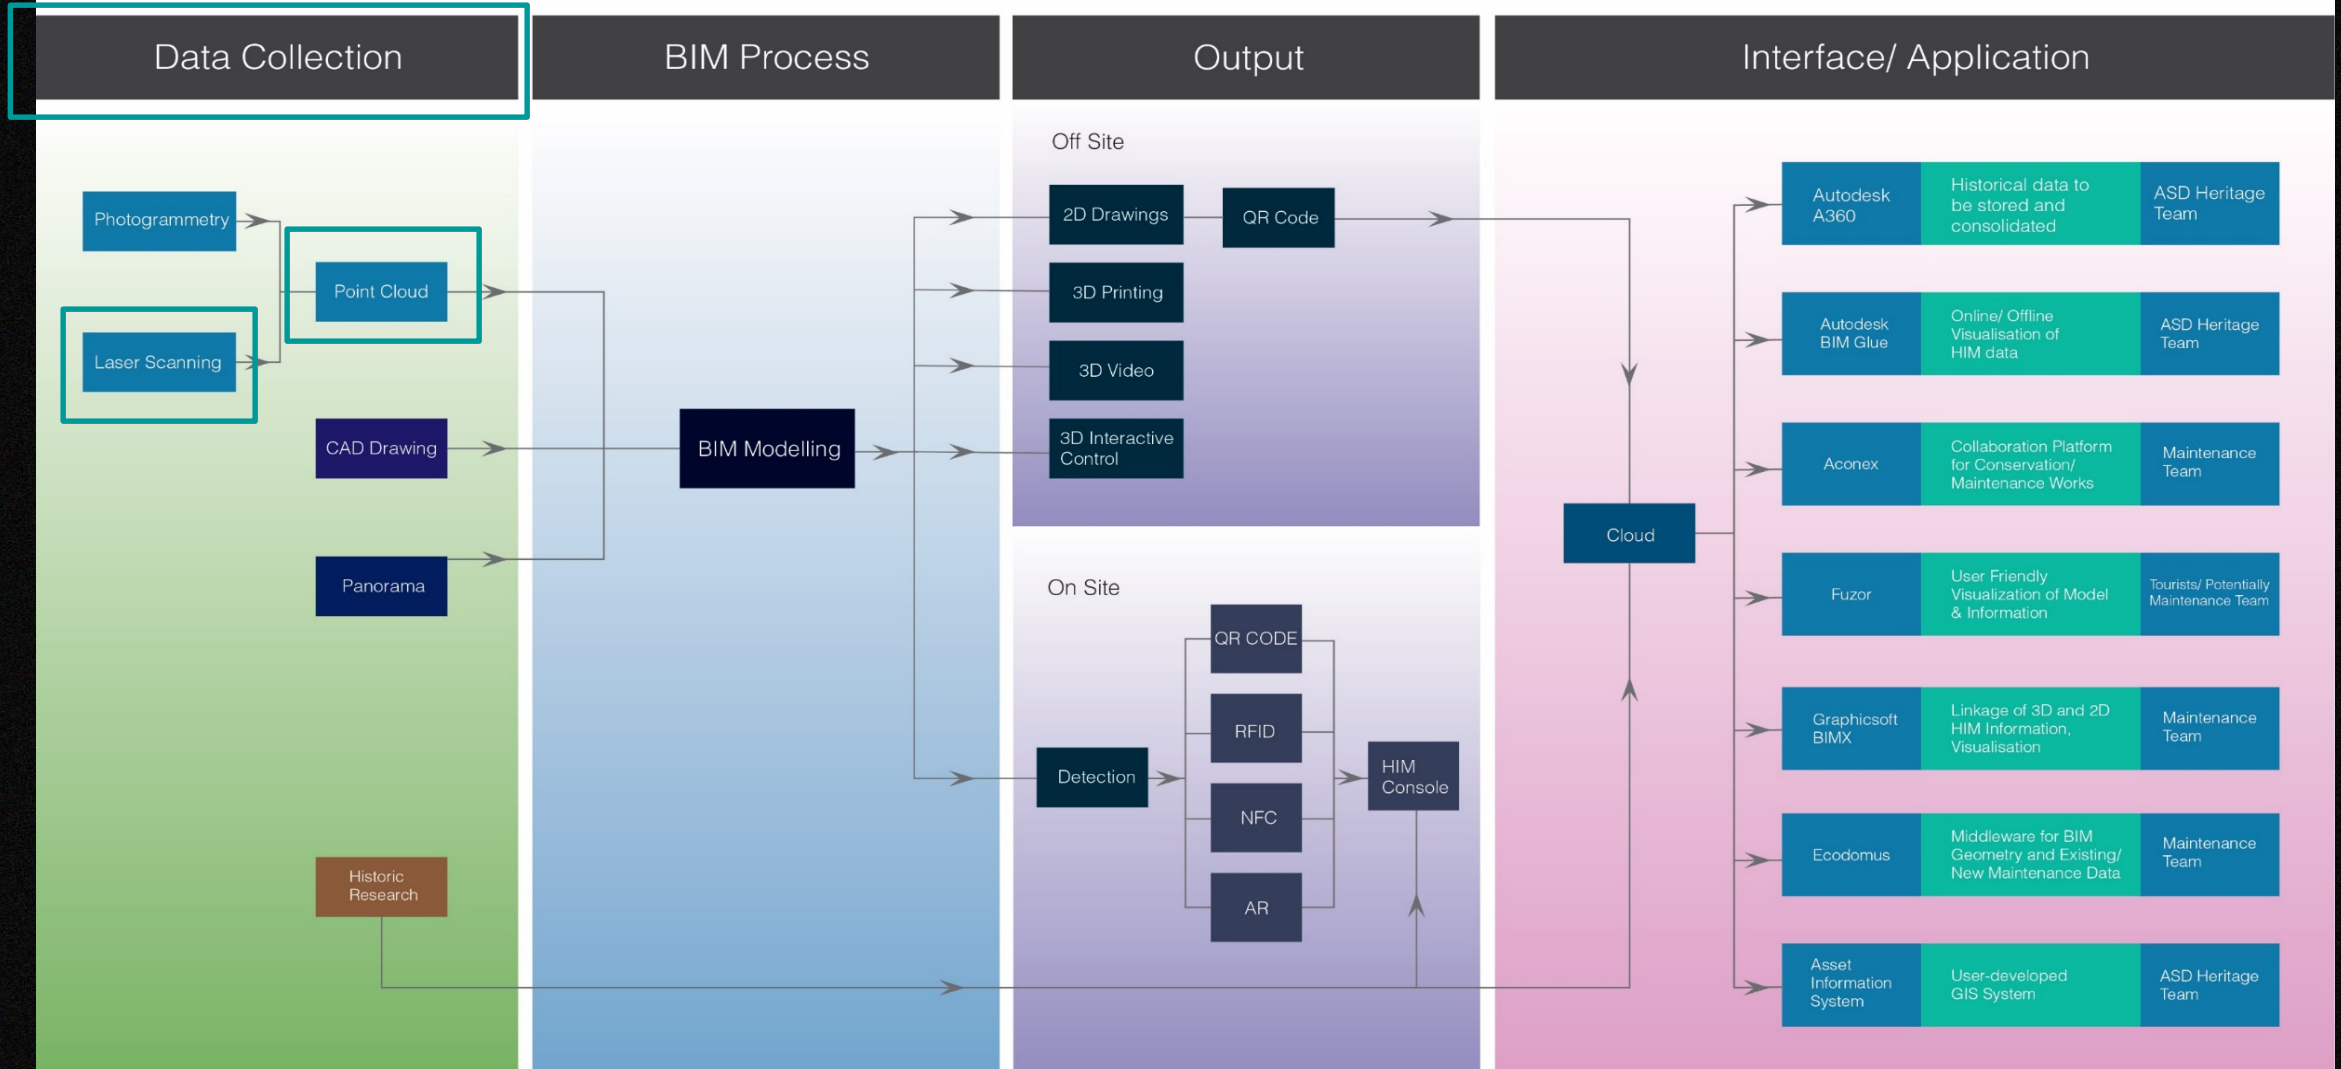 Data Collection
BIM Process
Output
Interface/ Application
Photogrammetry
Point Cloud
Laser Scanning
CAD Drawing
Panorama
Historic
Research
BIM Modelling
Off Site
2D Drawings
QR Code
3D Printing
3D Video
3D Interactive
Control
On Site
Detection
QR CODE
RFID
NFC
AR
HIM
Console
Cloud
Autodesk
A360
Historical data to
be stored and
consolidated
ASD Heritage
Team
Autodesk
BIM Glue
Online/ Offline
Visualisation of
HIM data
ASD Heritage
Team
Aconex
Collaboration Platform
for Conservation/
Maintenance Works
Maintenance
Team
Fuzor
User Friendly
Visualization of Model
& Information
Tourists/ Potentially
Maintenance Team
Graphicsoft
BIMX
Linkage of 3D and 2D
HIM Information,
Visualisation
Maintenance
Team
Ecodomus
Middleware for BIM
Geometry and Existing/
New Maintenance Data
Maintenance
Team
Asset
Information
System
User-developed
GIS System
ASD Heritage
Team